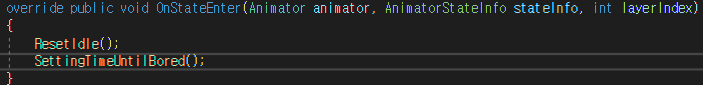 override public void OnStateEnter(Animator animator, AnimatorStateInfo stateInfo, int layerIndex)
{
ResetIdle();
SettingTimeUntilBored();
}